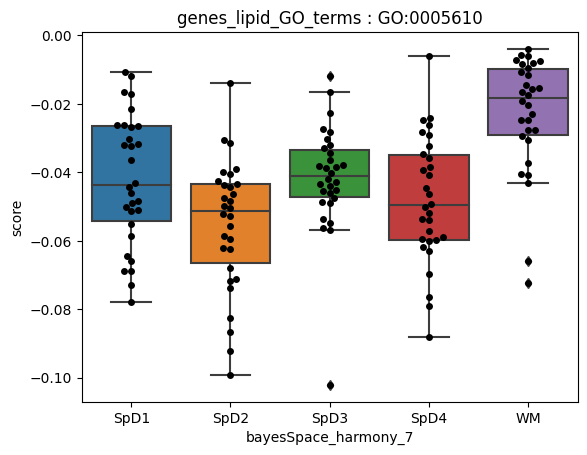 genes_lipid_GO_terms : GO:0005610
0.00
−0.02
−0.04
−0.06
−0.08
−0.10
score
SpD1 SpD2 SpD3 SpD4 WM
bayesSpace_harmony_7